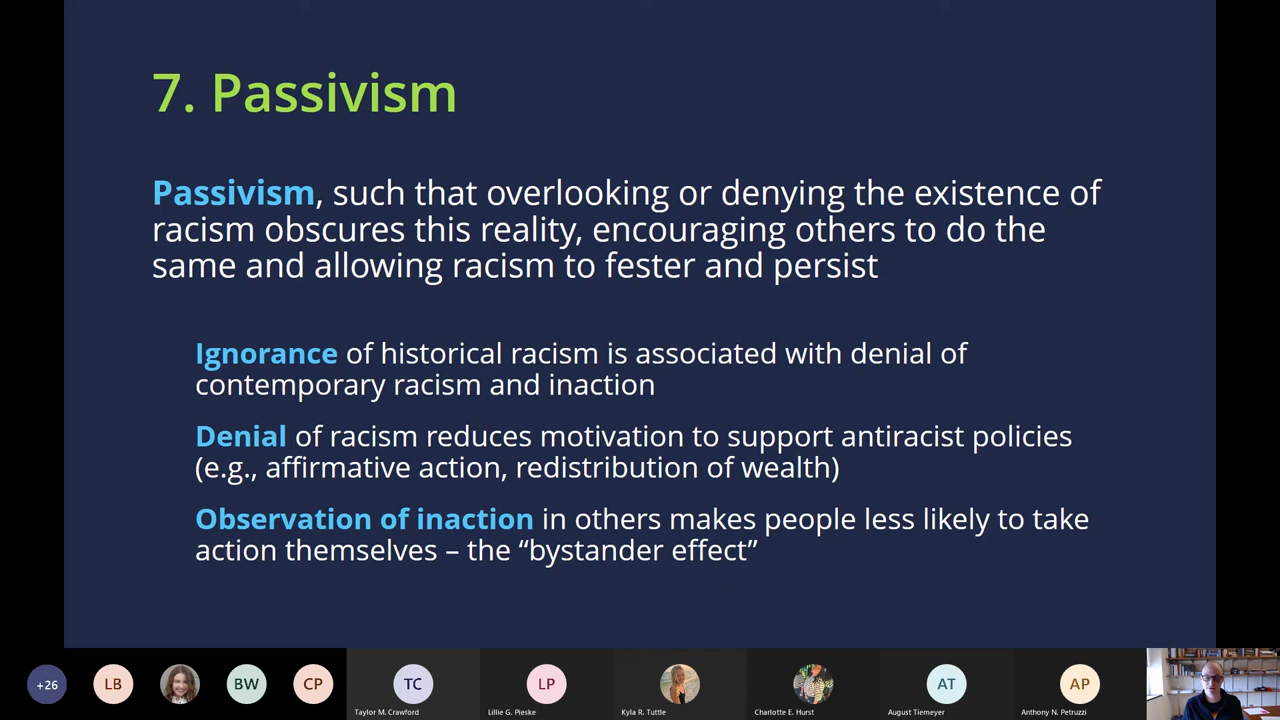 7. Passivism
Passivism, such that overlooking or denying the existence of
racism obscures this reality, encouraging others to do the
same and allowing racism to fester and persist
Ignorance of historical racism is associated with denial of
contemporary racism and inaction
Denial of racism reduces motivation to support antiracist policies
(e.g., affirmative action, redistribution of wealth)
Observation of inaction in others makes people less likely to take
action themselves – the “bystander effect”
+26
LB
BW
CP
TC
LP
AT
AP
Taylor M. Crawford
Lillie G. Pieske
Kyla R. Tuttle
Charlotte E. Hurst
August Tiemeyer
Anthony N. Petruzzi